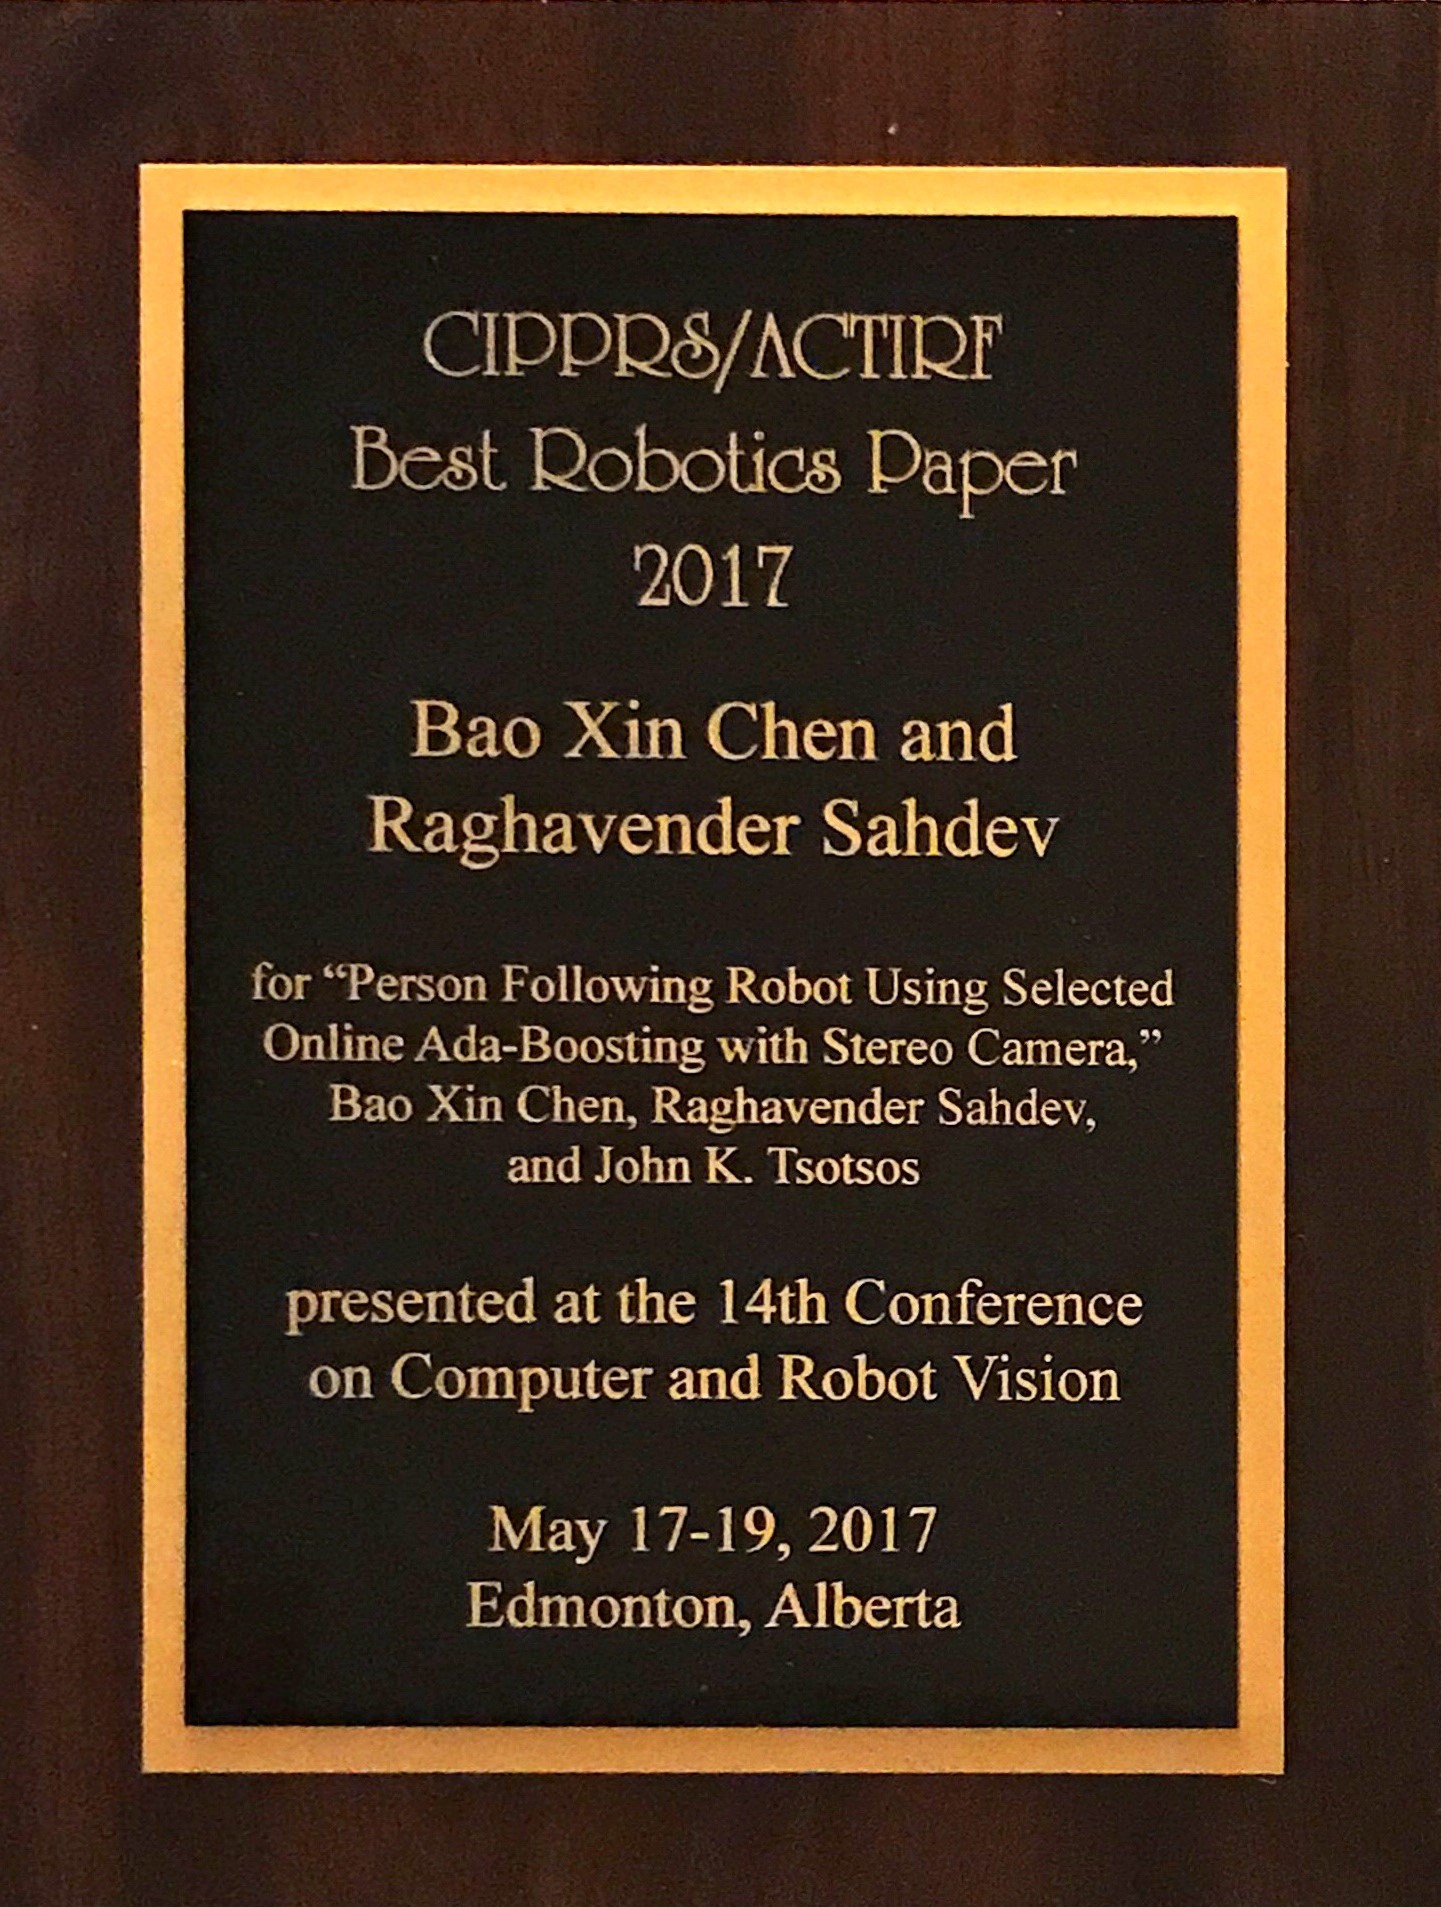 CIPPRS/ACTIRF
Best Robotics Paper
2017
Bao Xin Chen and
Raghavender Sahdev
for “Person Following Robot Using Selected
Online Ada-Boosting with Stereo Camera,”
Bao Xin Chen, Raghavender Sahdev,
and John K. Tsotsos
presented at the 14th Conference
on Computer and Robot Vision
May 17-19, 2017
Edmonton, Alberta